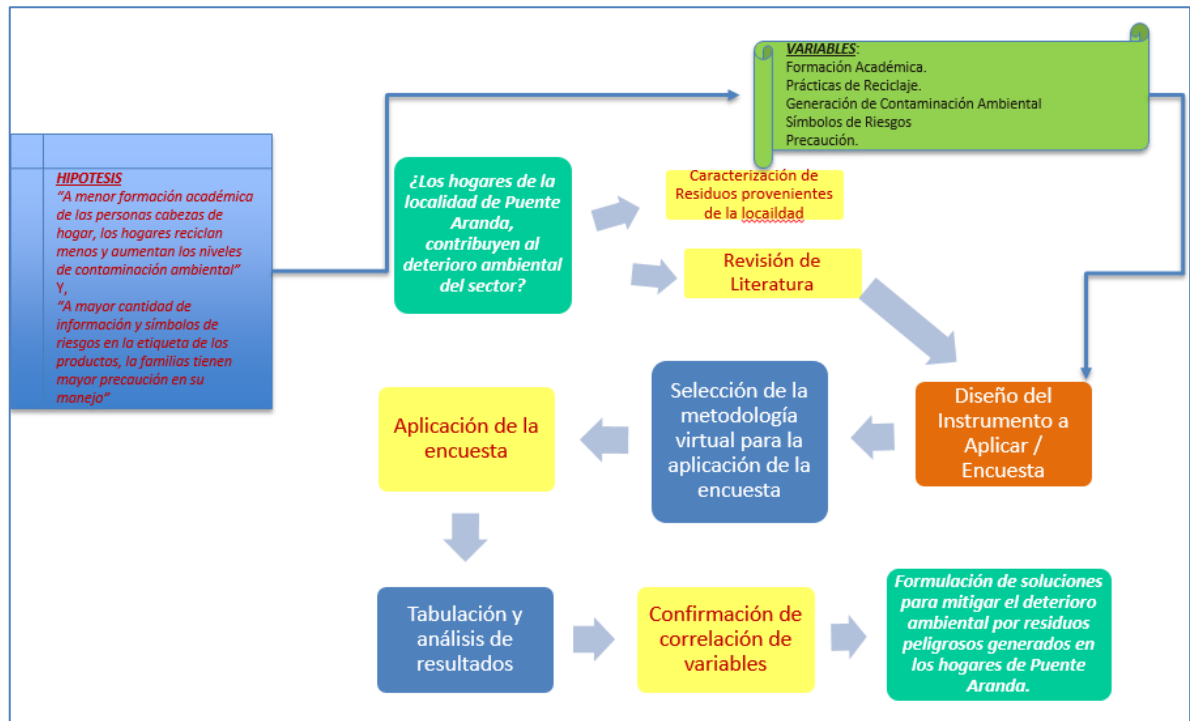 VARIABLES:
Formación Académica.
Prácticas de Reciclaje.
Generación de Contaminación Ambiental
Símbolos de Riesgos
Precaución.
HIPOTESIS
“A menor formación académica
de las personas cabezas de
hogar, los hogares reciclan
menos y aumentan los niveles
de contaminación ambiental”
Y,
“A mayor cantidad de
información y símbolos de
riesgos en la etiqueta de los
productos, la familias tienen
mayor precaución en su
manejo”
¿Los hogares de la
localidad de Puente
Aranda,
contribuyen al
deterioro ambiental
del sector?
Caracterización de
Residuos provenientes
de la locaildad
Revisión de
Literatura
Diseño del
Instrumento a
Aplicar /
Encuesta
Selección de la
metodología
virtual para la
aplicación de la
encuesta
Aplicación de la
encuesta
Tabulación y
análisis de
resultados
Confirmación de
correlación de
variables
Formulación de soluciones
para mitigar el deterioro
ambiental por residuos
peligrosos generados en
los hogares de Puente
Aranda.